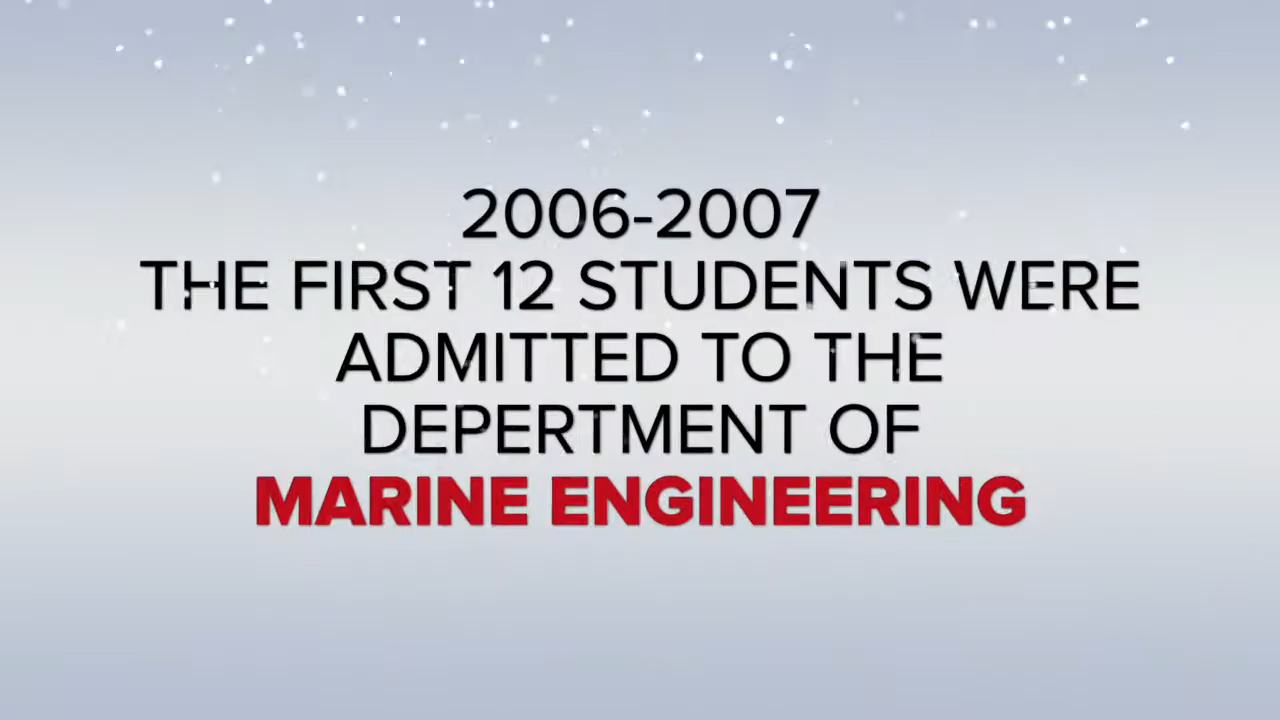 2006-2007
THE FIRST 12 STUDENTS WERE
ADMITTED TO THE
DEPERTMENT OF
MARINE ENGINEERING